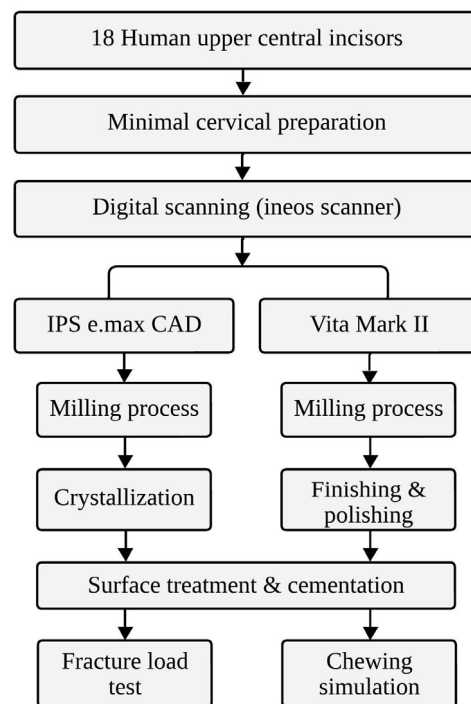 18 Human upper central incisors
Minimal cervical preparation
Digital scanning (ineos scanner)
IPS e.max CAD
Vita Mark II
Milling process
Milling process
Crystallization
Finishing &
polishing
Surface treatment & cementation
Fracture load
test
Chewing
simulation